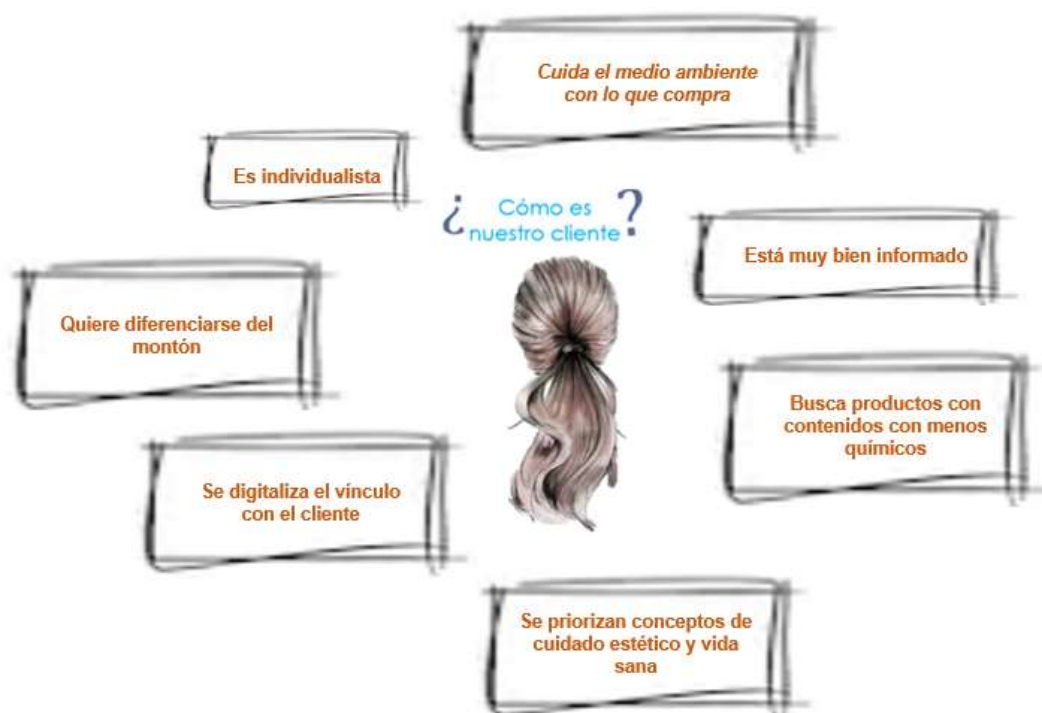 Cuida el medio ambiente
con lo que compra
Es individualista
¿ Cómo es
nuestro cliente ?
Está muy bien informado
Quiere diferenciarse del
montón
Busca productos con
contenidos con menos
químicos
Se digitaliza el vínculo
con el cliente
Se priorizan conceptos de
cuidado estético y vida
sana